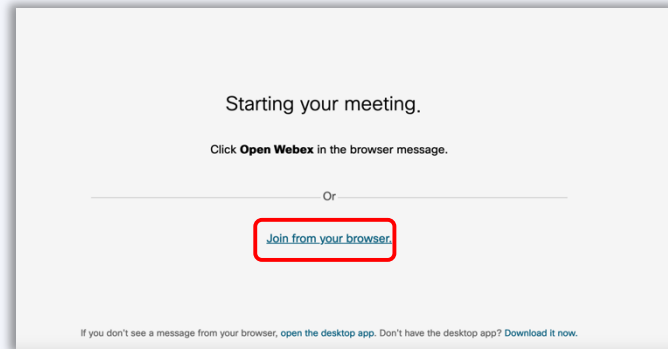 Starting your meeting.
Click Open Webex in the browser message.
Or
Join from your browser.
If you don't see a message from your browser, open the desktop app. Don't have the desktop app? Download it now.